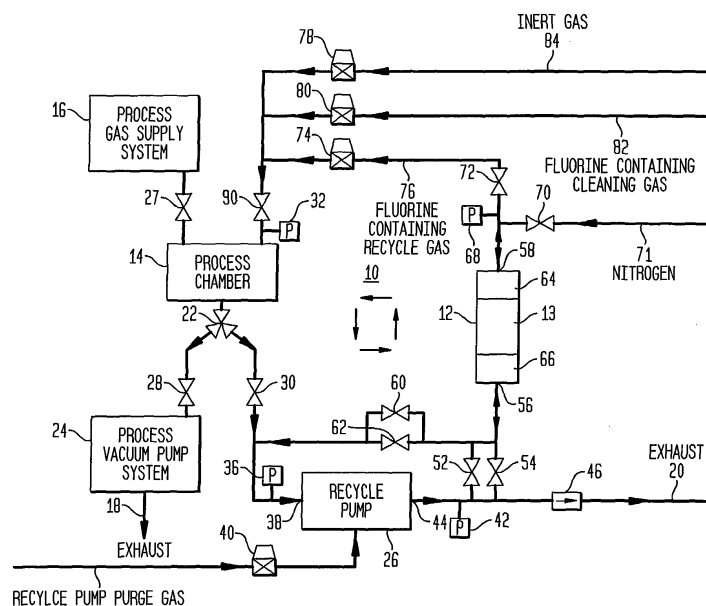 INERT GAS
84
78
80
82
FLUORINE CONTAINING
CLEANING GAS
16
PROCESS
GAS SUPPLY
SYSTEM
74
76
FLUORINE
CONTAINING
RECYCLE GAS
72
27
90
32
P
P
68
70
71
NITROGEN
58
14
PROCESS
CHAMBER
22
10
12
64
13
66
56
28
30
60
62
24
PROCESS
VACUUM PUMP
SYSTEM
52
54
46
EXHAUST
20
36
P
RECYCLE
PUMP
38
44
P
42
18
EXHAUST
40
26
RECYLCE PUMP PURGE GAS